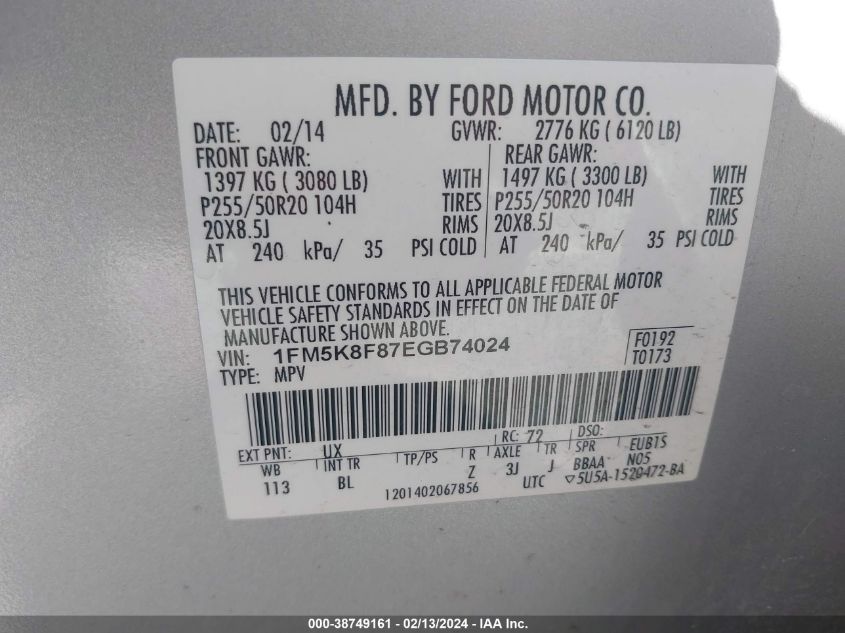 MFD. BY FORD MOTOR CO.
DATE: 02/14 GVWR: 2776 KG ( 6120 LB)
FRONT GAWR: REAR GAWR:
1397 KG ( 3080 LB) WITH 1497 KG ( 3300 LB) WITH
P255/50R20 104H TIRES P255/50R20 104H TIRES
20X8.5J RIMS 20X8.5J RIMS
AT 240 kPa/ 35 PSI COLD AT 240 kPa/ 35 PSI COLD
THIS VEHICLE CONFORMS TO ALL APPLICABLE FEDERAL MOTOR
VEHICLE SAFETY STANDARDS IN EFFECT ON THE DATE OF
MANUFACTURE SHOWN ABOVE.
VIN: 1FM5K8F87EGB74024 F0192
TYPE: MPV T0173
EXT PNT: UX RC: 72 DSO:
WB INT TR TP/PS R AXLE TR SPR EUB1S
113 BL Z 3J J BBAA N05
1201402067856 UTC ▽5U5A-1520472-BA
000-38749161 - 02/13/2024 - IAA Inc.